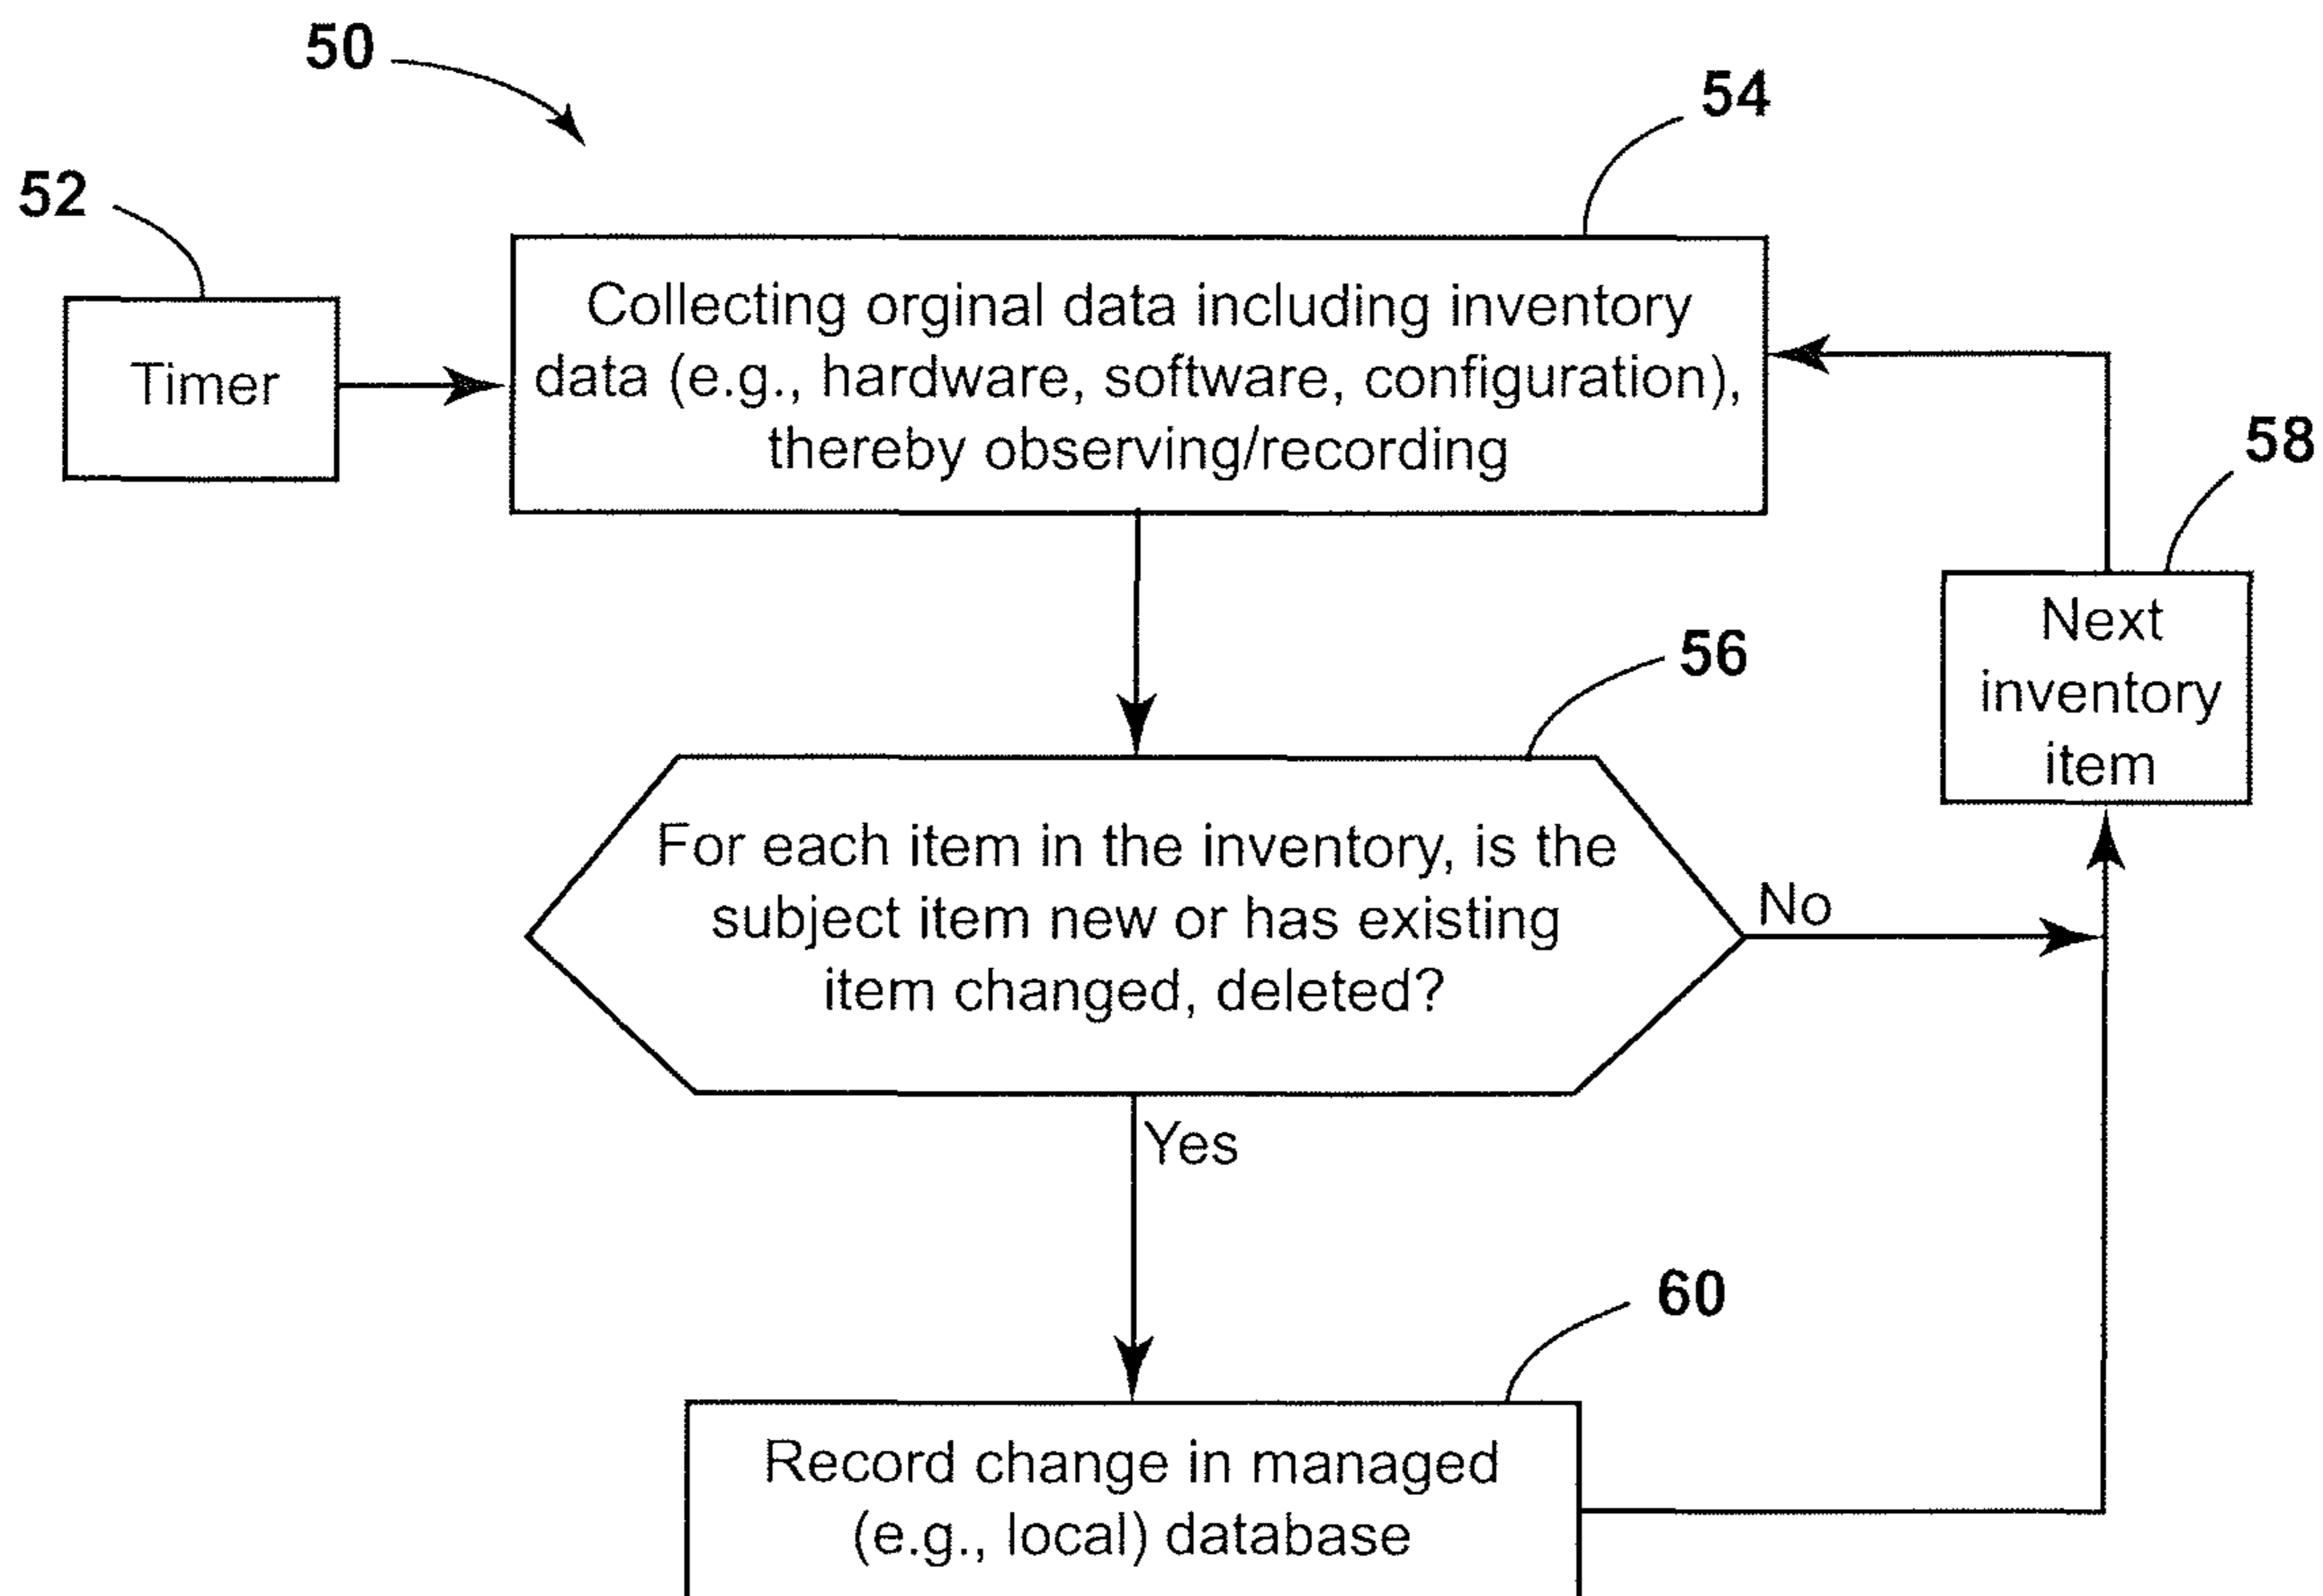 50
54
52
Timer
Collecting orginal data including inventory
data (e.g., hardware, software, configuration),
thereby observing/recording
58
Next
inventory
item
56
For each item in the inventory, is the
subject item new or has existing
item changed, deleted?
No
Yes
60
Record change in managed
(e.g., local) database